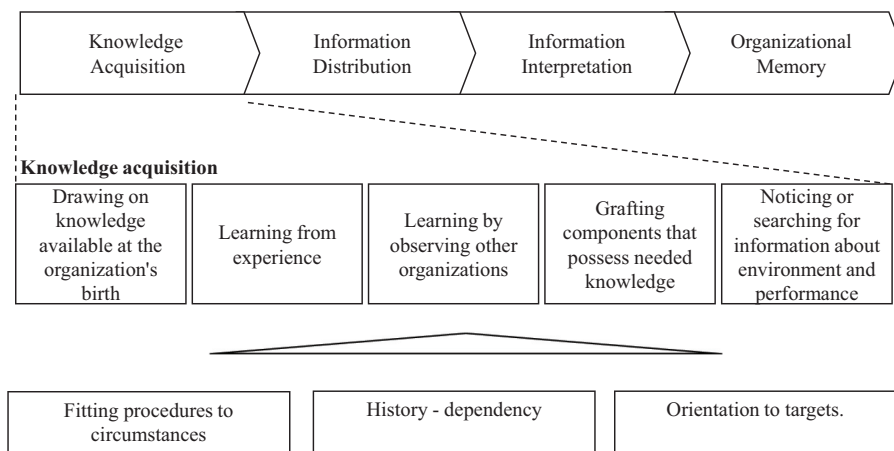 Knowledge
Acquisition
Information
Distribution
Information
Interpretation
Organizational
Memory
Knowledge acquisition
Drawing on
knowledge
available at the
organization's
birth
Learning from
experience
Learning by
observing other
organizations
Grafting
components that
possess needed
knowledge
Noticing or
searching for
information about
environment and
performance
Fitting procedures to
circumstances
History - dependency
Orientation to targets.